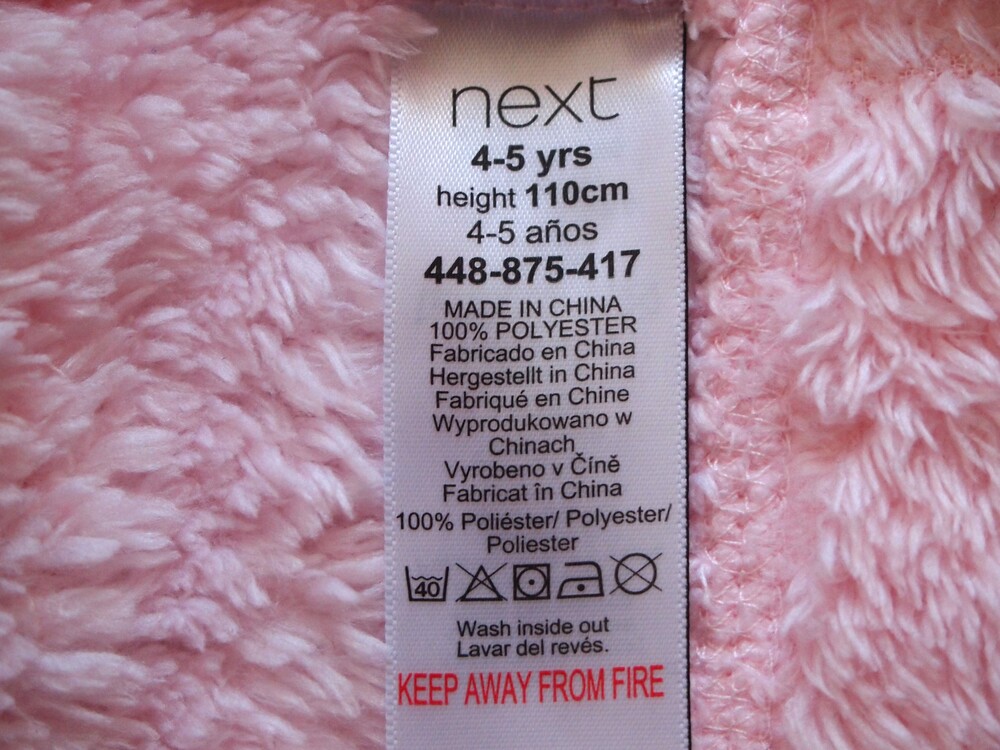 next
4-5 yrs
height 110cm
4-5 años
448-875-417
MADE IN CHINA
100% POLYESTER
Fabricado en China
Hergestellt in China
Fabriqué en Chine
Wyprodukowano w
Chinach
Vyrobeno v Číně
Fabricat în China
100% Poliéster/ Polyester/
Poliester
40
Wash inside out
Lavar del revés.
KEEP AWAY FROM FIRE